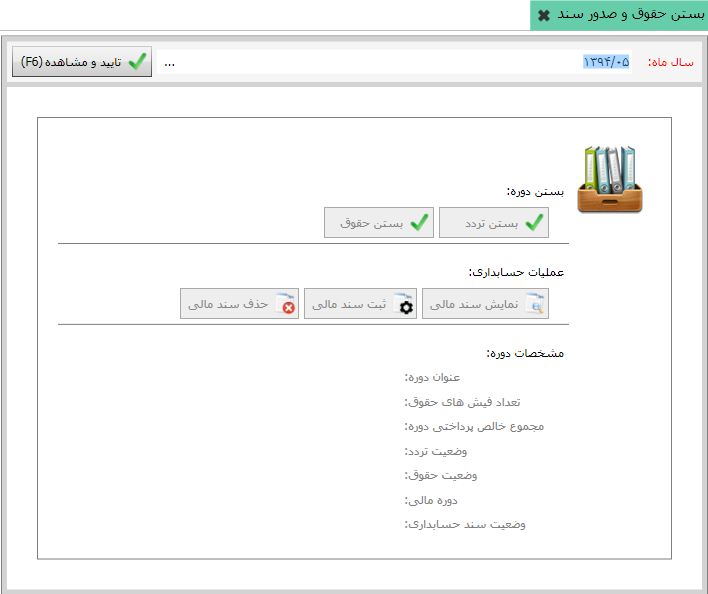 بستن حقوق و صدور سند
سال ماه: ۱۳۹۴/۰۵ ... تایید و مشاهده (F6)
بستن دوره:
بستن تردد بستن حقوق
عملیات حسابداری:
نمایش سند مالی ثبت سند مالی حذف سند مالی
مشخصات دوره:
عنوان دوره:
تعداد فیش های حقوق:
مجموع خالص پرداختی دوره:
وضعیت تردد:
وضعیت حقوق:
دوره مالی:
وضعیت سند حسابداری: